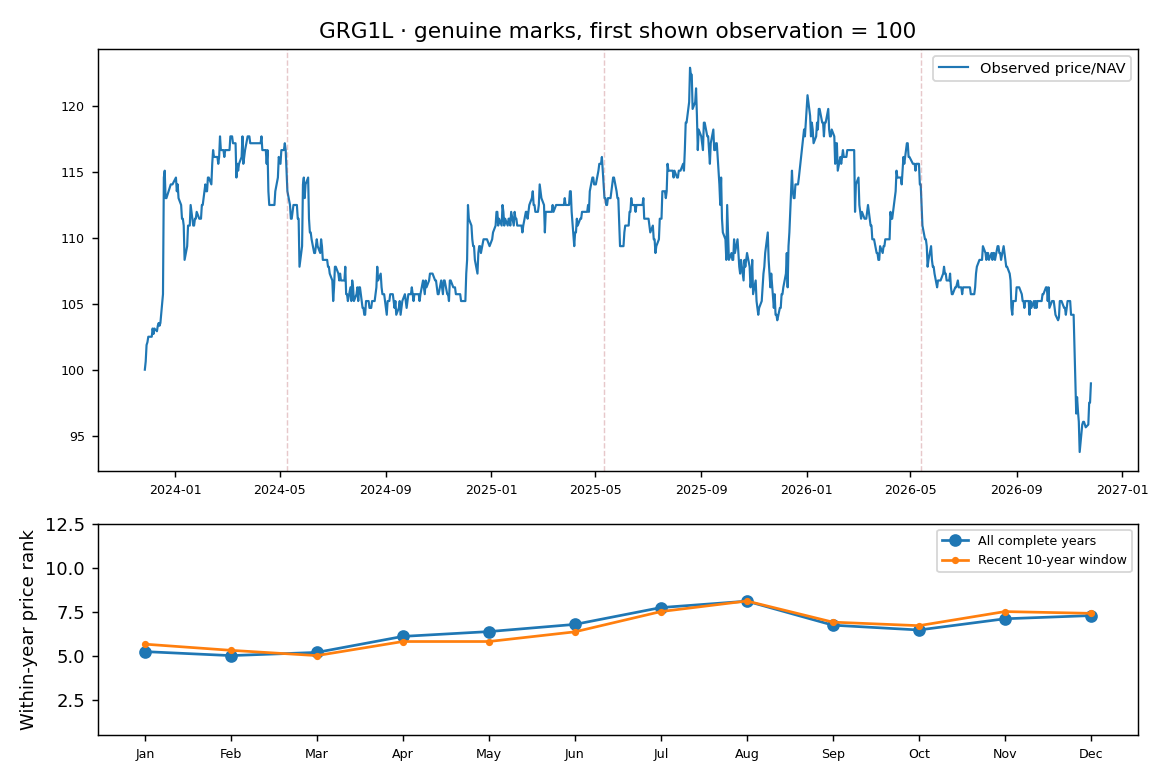 GRG1L · genuine marks, first shown observation = 100
Observed price/NAV
120
115
110
105
100
95
2024-01 2024-05 2024-09 2025-01 2025-05 2025-09 2026-01 2026-05 2026-09 2027-01
Within-year price rank
12.5
10.0
7.5
5.0
2.5
All complete years
Recent 10-year window
Jan Feb Mar Apr May Jun Jul Aug Sep Oct Nov Dec